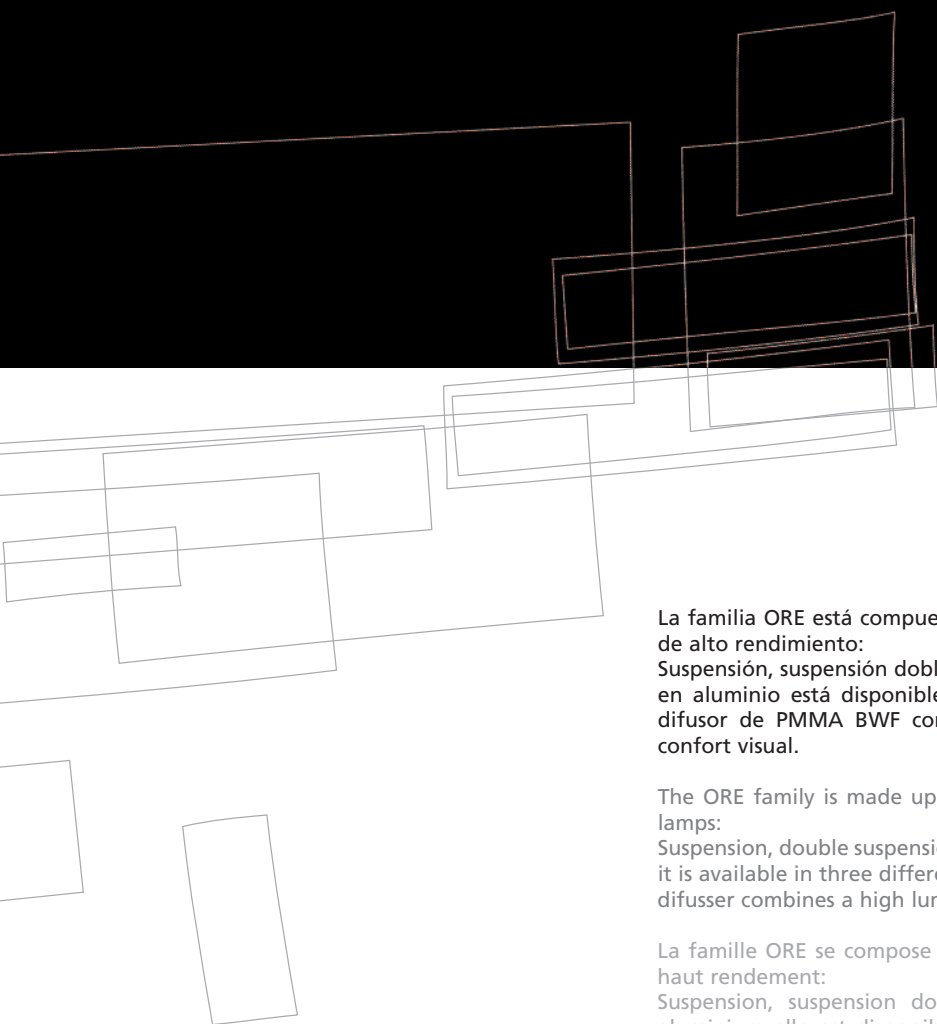 La familia ORE está compue
de alto rendimiento:
Suspensión, suspensión dobl
en aluminio está disponible
difusor de PMMA BWF co
confort visual.
The ORE family is made up
lamps:
Suspension, double suspensi
it is available in three differe
difusser combines a high lu
La famille ORE se compose
haut rendement:
Suspension, suspension do